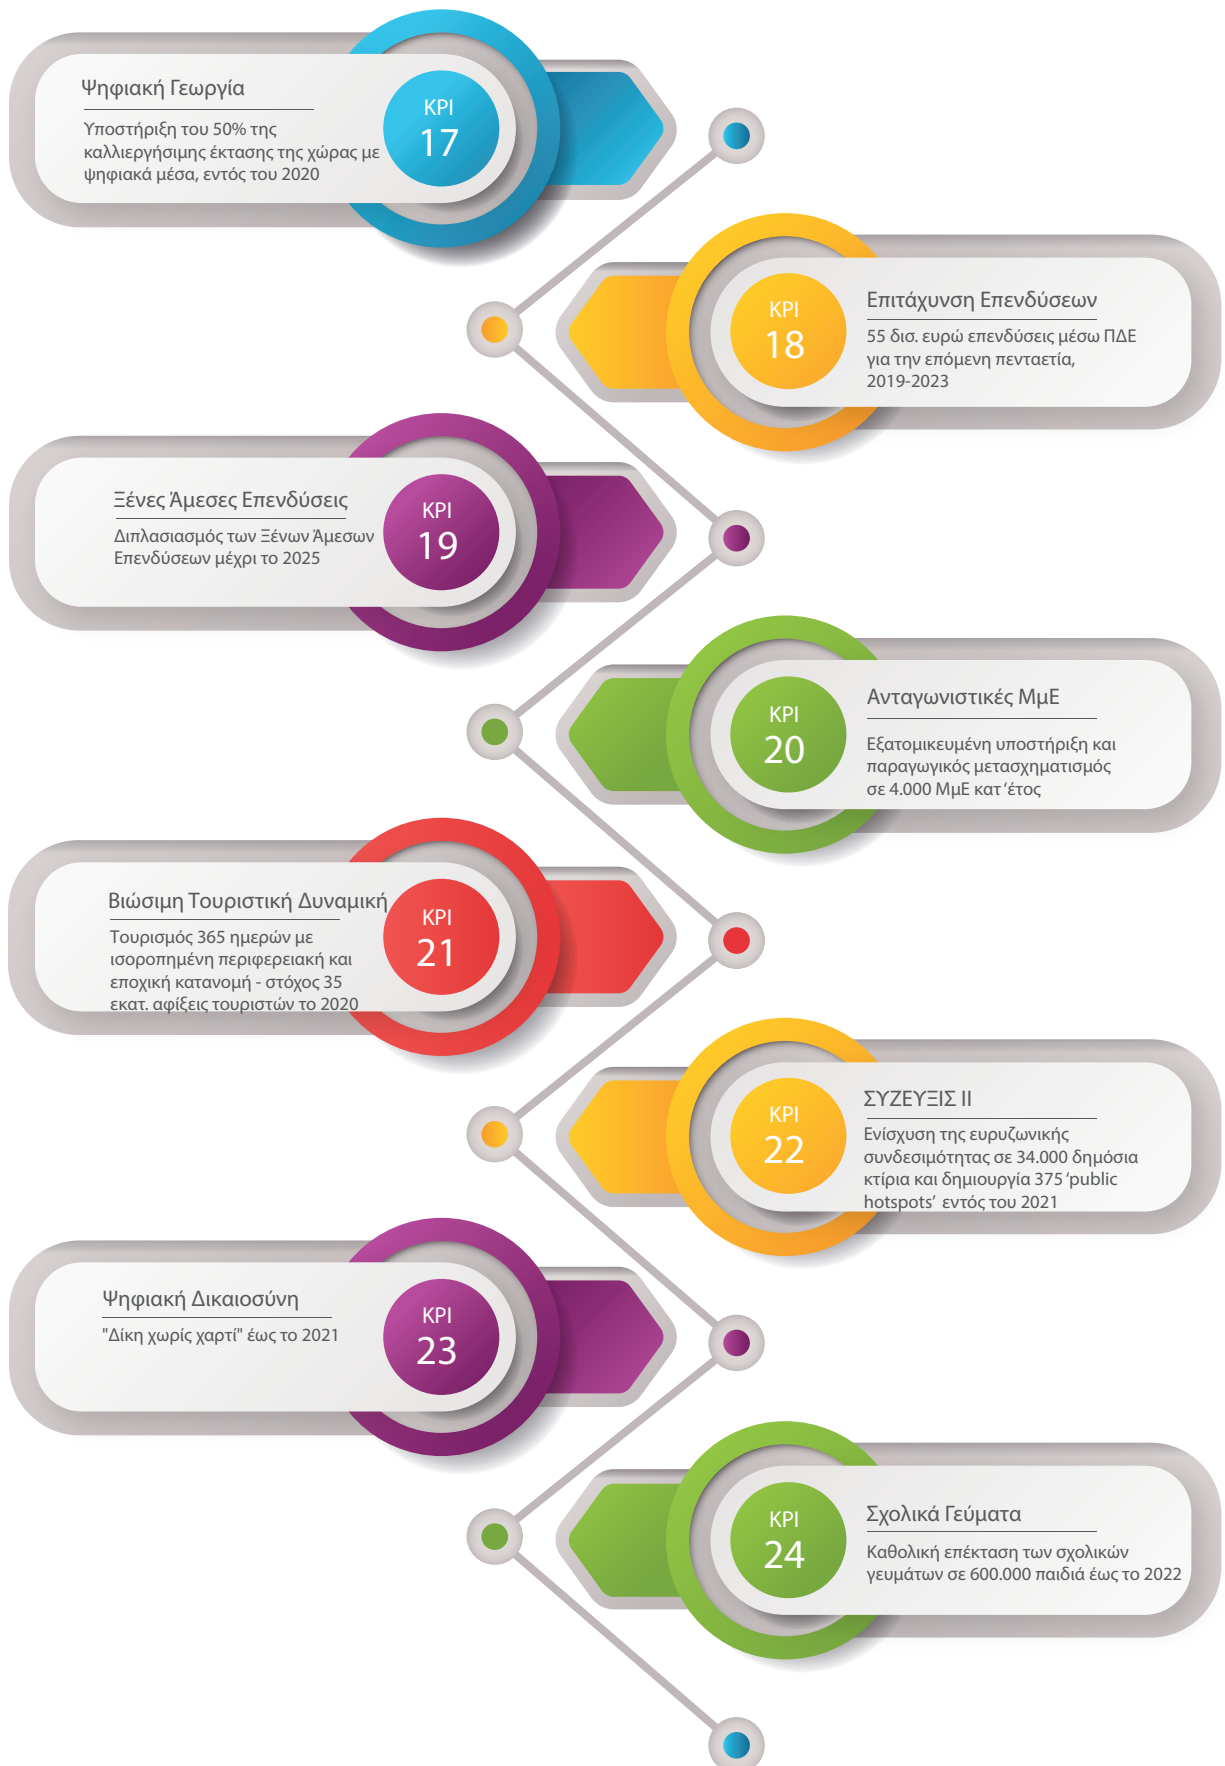 Ψηφιακή Γεωργία
Υποστήριξη του 50% της
καλλιεργήσιμης έκτασης της χώρας με
ψηφιακά μέσα, εντός του 2020
KPI
17
KPI
18
Επιτάχυνση Επενδύσεων
55 δισ. ευρώ επενδύσεις μέσω ΠΔΕ
για την επόμενη πενταετία,
2019-2023
Ξένες Άμεσες Επενδύσεις
Διπλασιασμός των Ξένων Άμεσων
Επενδύσεων μέχρι το 2025
KPI
19
KPI
20
Ανταγωνιστικές ΜμΕ
Εξατομικευμένη υποστήριξη και
παραγωγικός μετασχηματισμός
σε 4.000 ΜμΕ κατ ‘έτος
Βιώσιμη Τουριστική Δυναμική
Τουρισμός 365 ημερών με
ισοροπημένη περιφερειακή και
εποχική κατανομή - στόχος 35
εκατ. αφίξεις τουριστών το 2020
KPI
21
KPI
22
ΣΥΖΕΥΞΙΣ ΙΙ
Ενίσχυση της ευρυζωνικής
συνδεσιμότητας σε 34.000 δημόσια
κτίρια και δημιουργία 375 ‘public
hotspots’ εντός του 2021
Ψηφιακή Δικαιοσύνη
"Δίκη χωρίς χαρτί" έως το 2021
KPI
23
KPI
24
Σχολικά Γεύματα
Καθολική επέκταση των σχολικών
γευμάτων σε 600.000 παιδιά έως το 2022